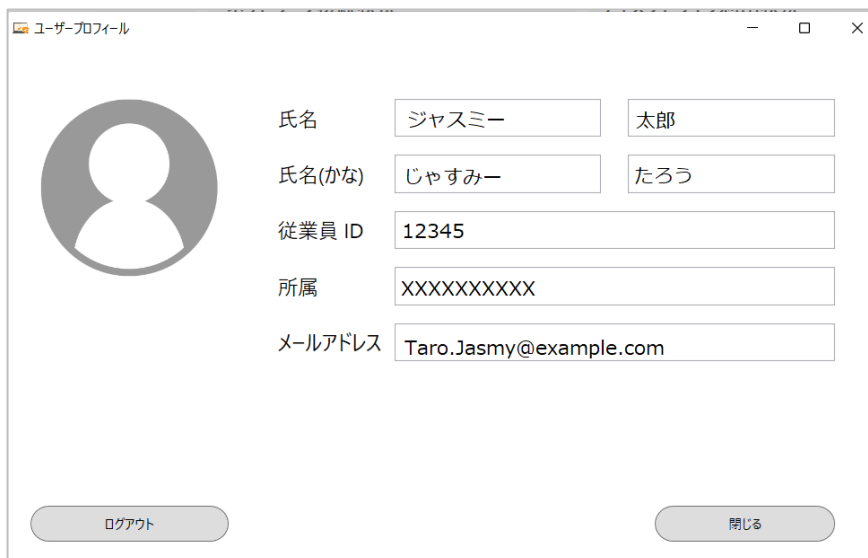 ユーザープロフィール
氏名 ジャスミー 太郎
氏名(かな) じゃすみー たろう
従業員 ID 12345
所属 XXXXXXXXXX
メールアドレス Taro.Jasmy@example.com
ログアウト 閉じる